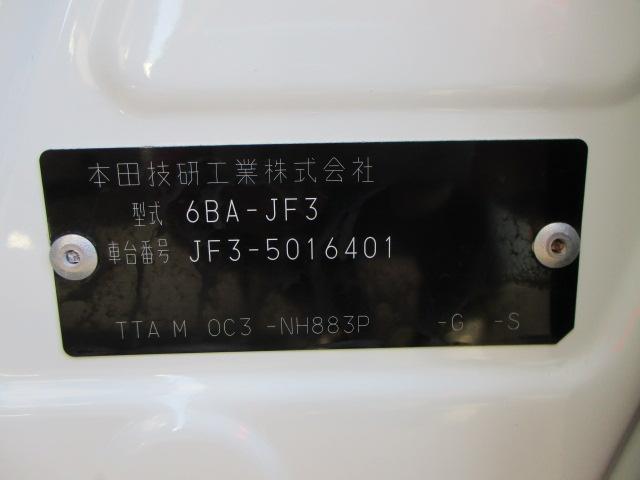 本田技研工業株式会社
型式 6BA-JF3
車台番号 JF3-5016401
TTA M 0C3 -NH883P -G -S